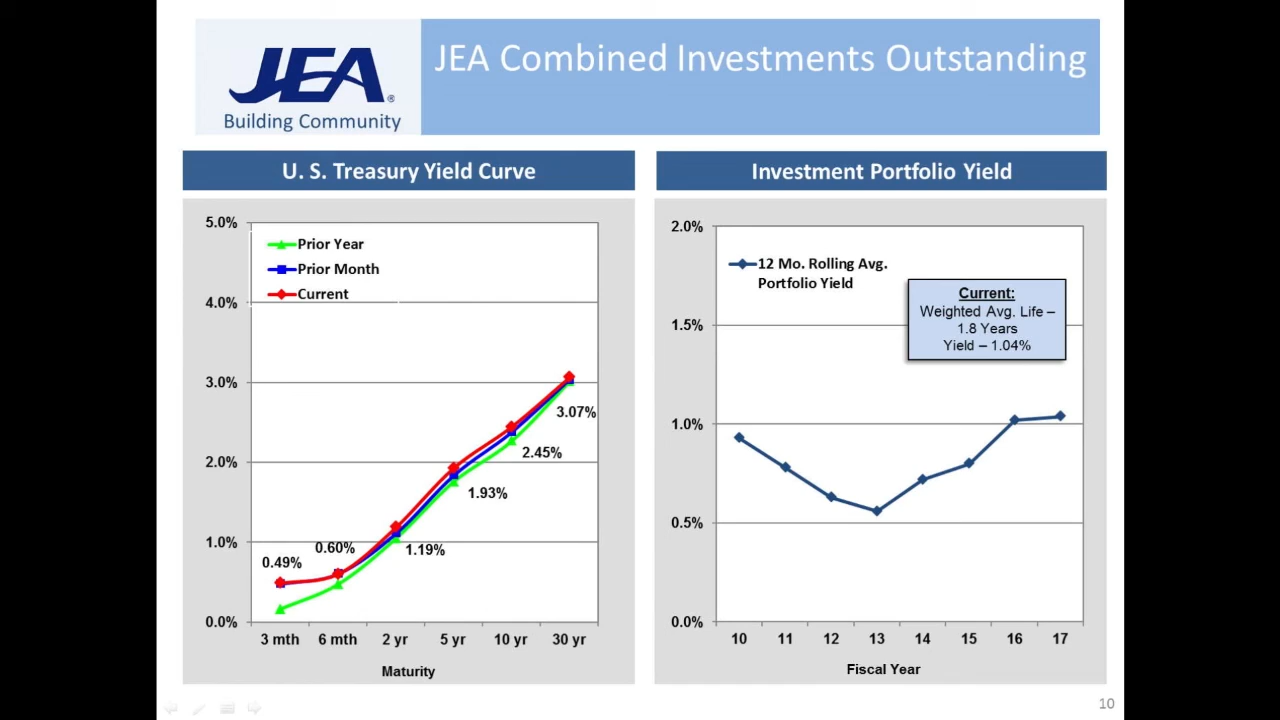 JEA®
Building Community
JEA Combined Investments Outstanding
U. S. Treasury Yield Curve
5.0%
4.0%
3.0%
2.0%
1.0%
0.0%
Prior Year
Prior Month
Current
0.49%
0.60%
1.19%
1.93%
2.45%
3.07%
3 mth 6 mth 2 yr 5 yr 10 yr 30 yr
Maturity
Investment Portfolio Yield
2.0%
1.5%
1.0%
0.5%
0.0%
12 Mo. Rolling Avg.
Portfolio Yield
Current:
Weighted Avg. Life –
1.8 Years
Yield – 1.04%
10 11 12 13 14 15 16 17
Fiscal Year
10